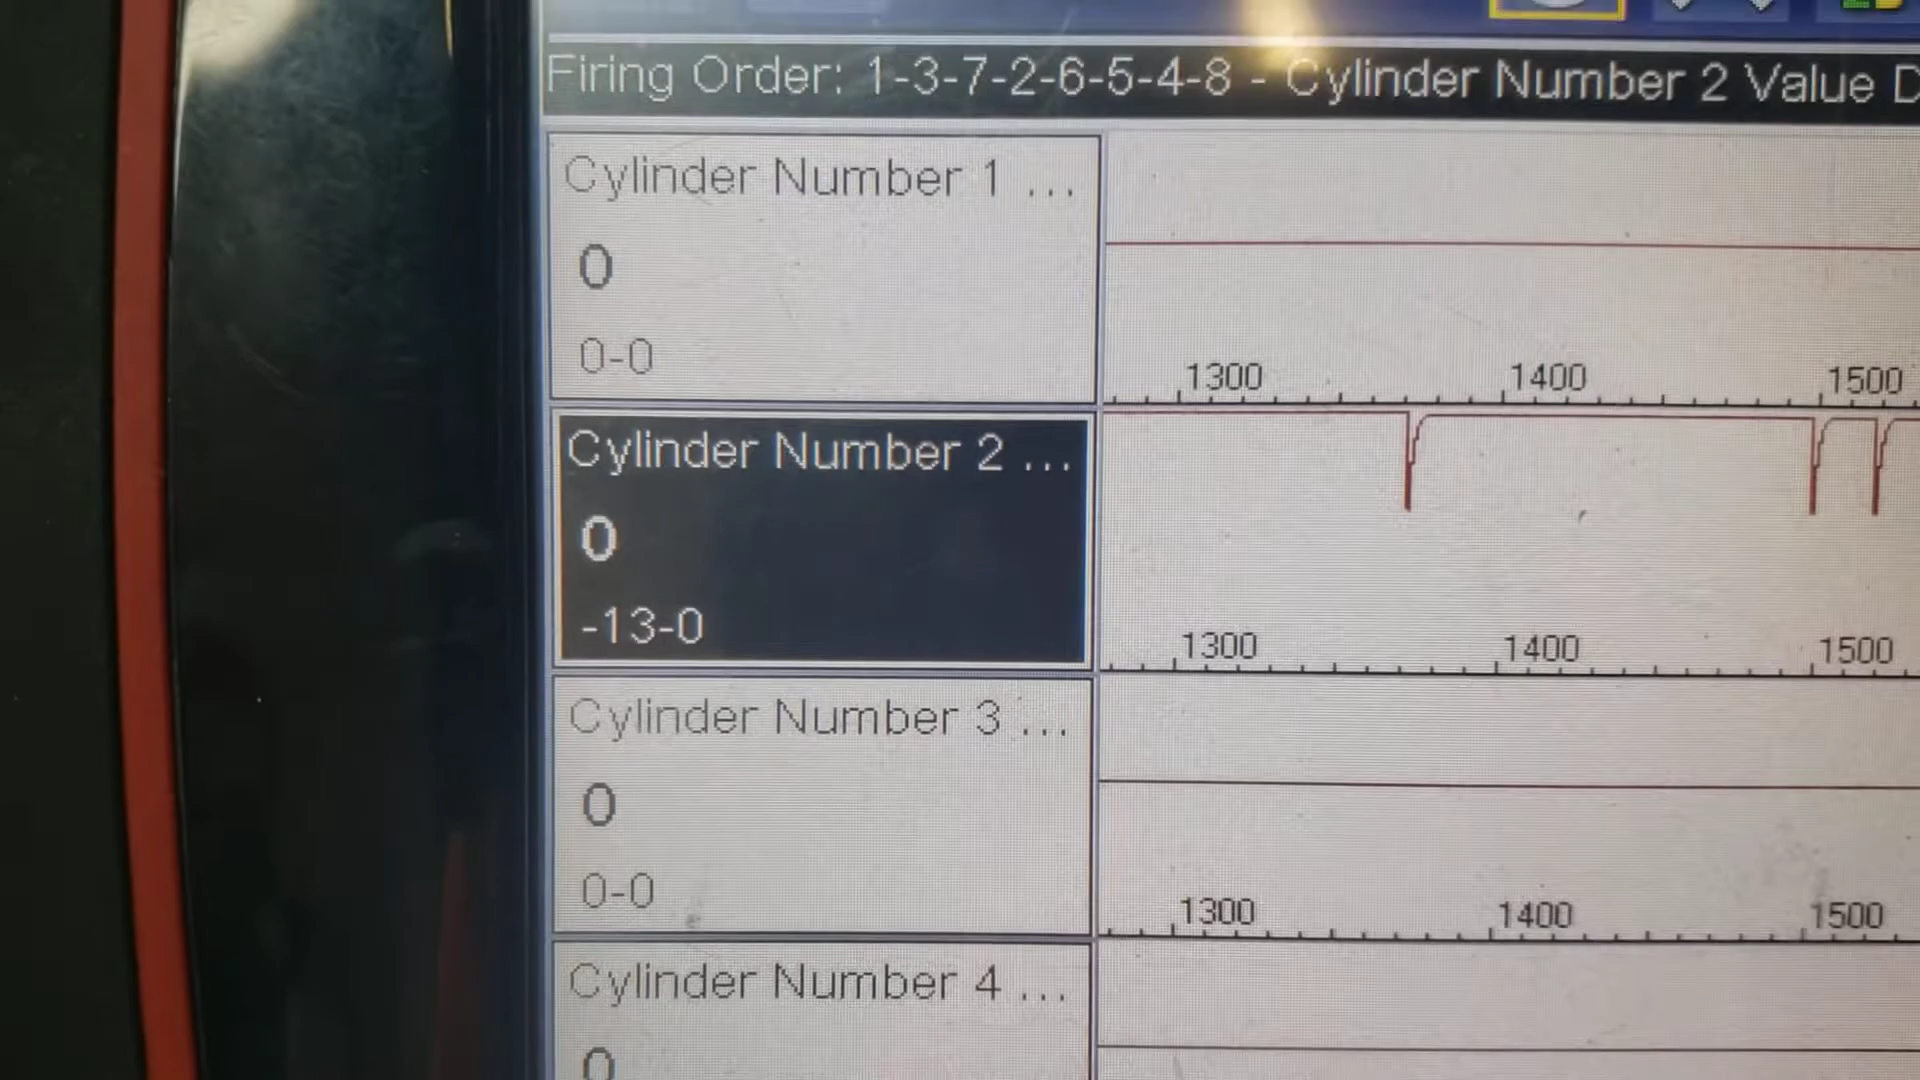 Firing Order: 1-3-7-2-6-5-4-8 - Cylinder Number 2 Value
Cylinder Number 1 ...
0
0-0
1300 1400 1500
Cylinder Number 2 ...
0
-13-0
1300 1400 1500
Cylinder Number 3 ...
0
0-0
1300 1400 1500
Cylinder Number 4 ...
0